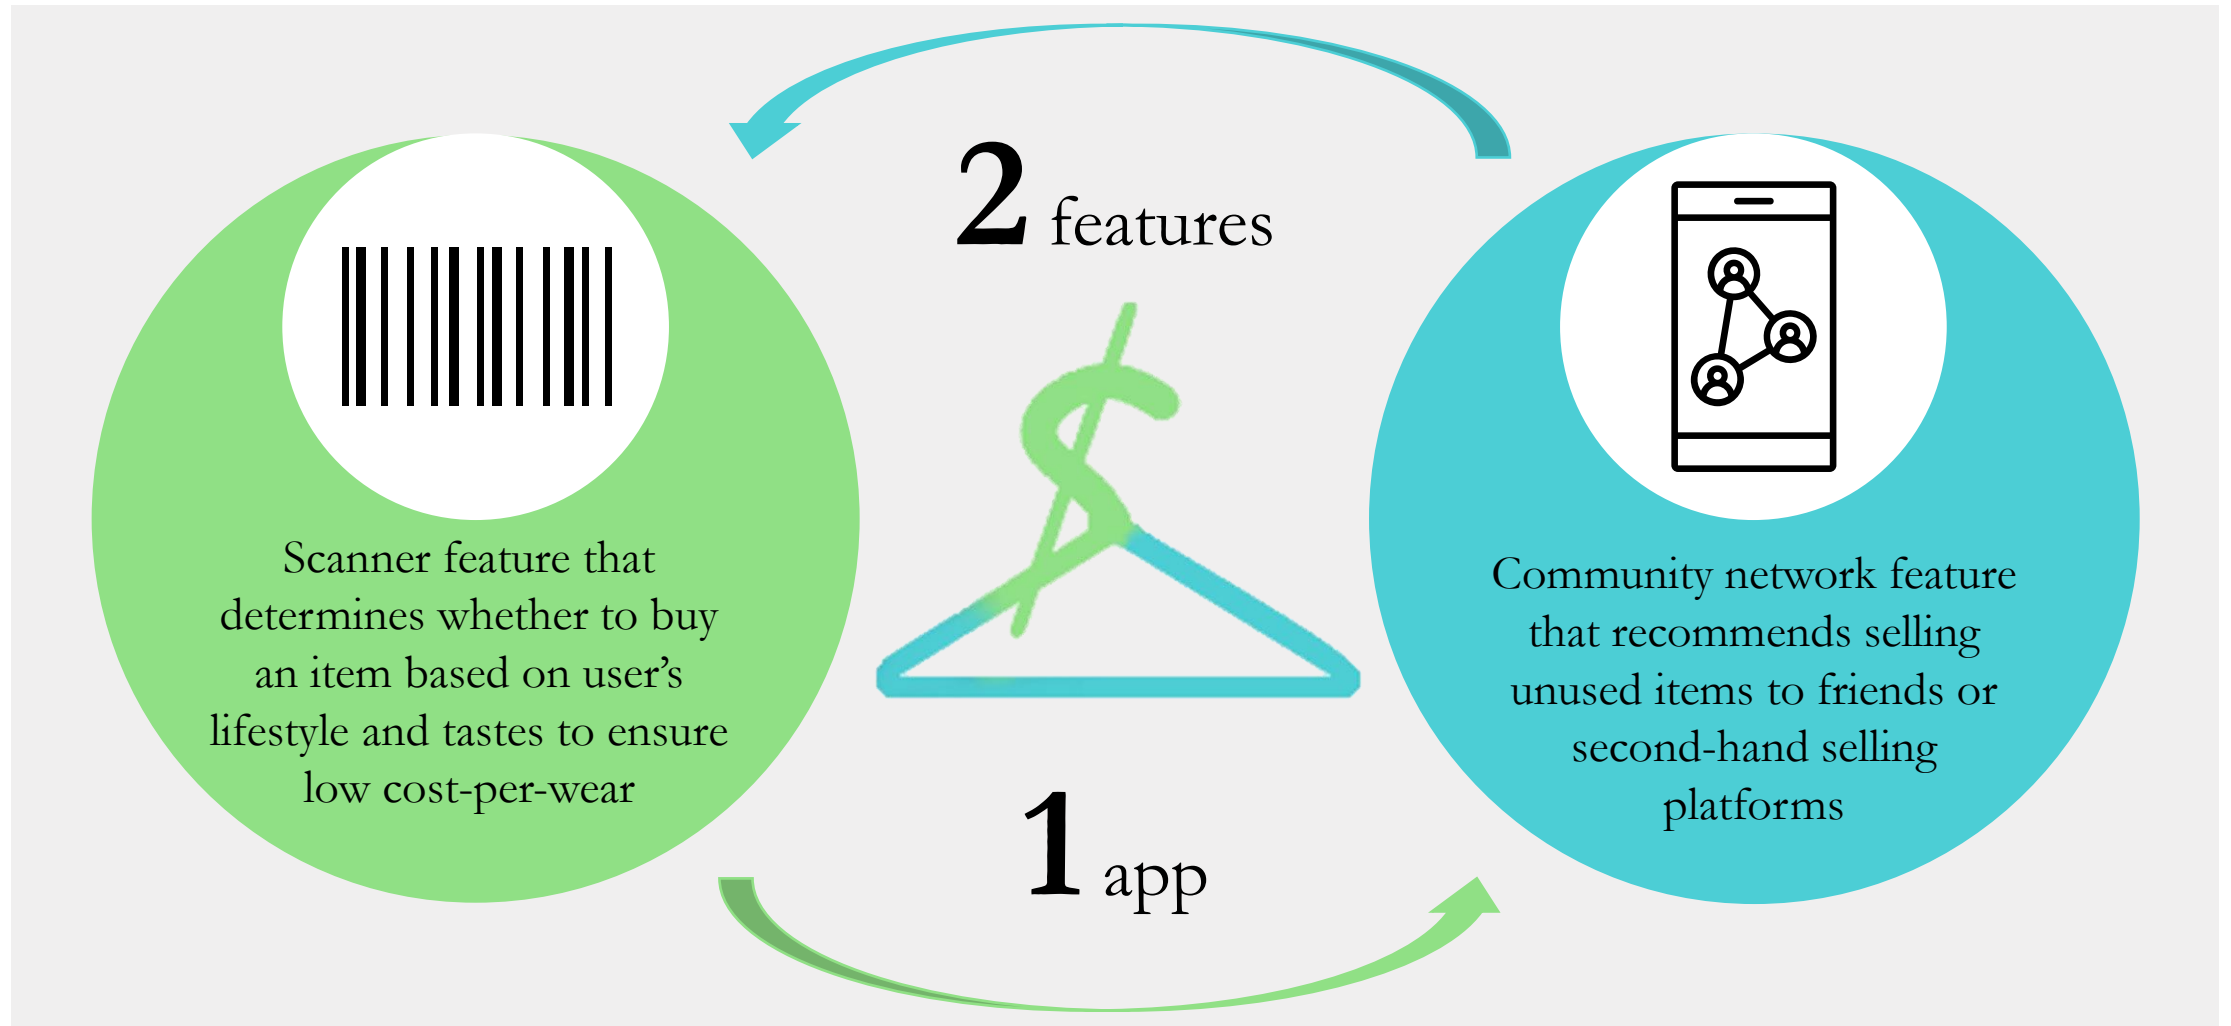 2 features
Scanner feature that
determines whether to buy
an item based on user’s
lifestyle and tastes to ensure
low cost-per-wear
Community network feature
that recommends selling
unused items to friends or
second-hand selling
platforms
1 app